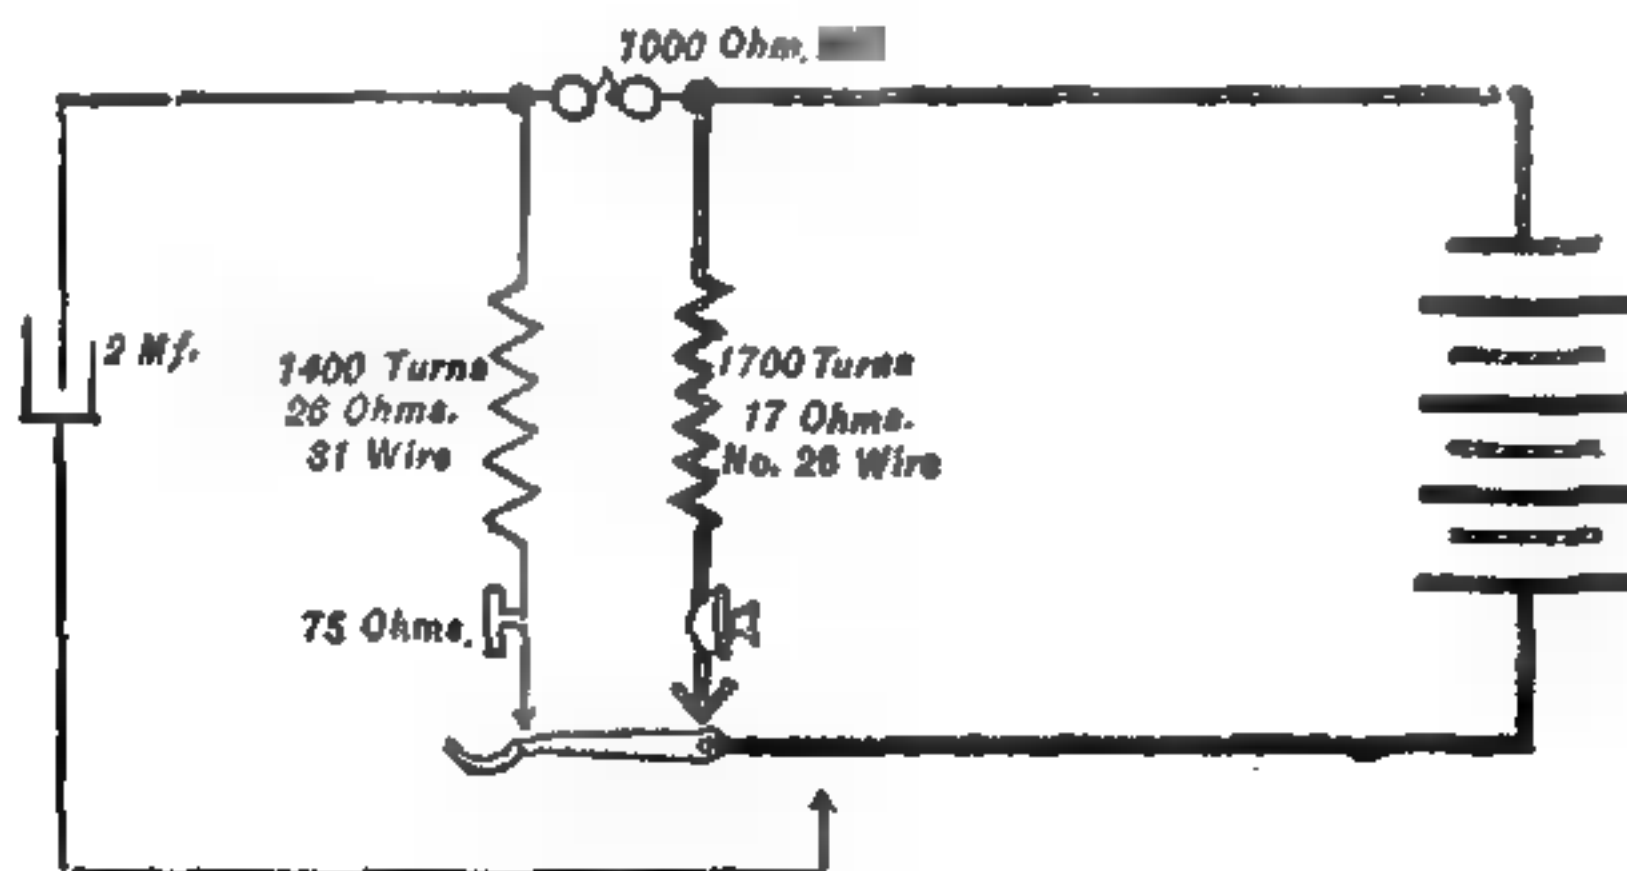 1000 Ohm.
2 Mf.
1400 Turns
26 Ohms.
31 Wire
1700 Turns
17 Ohms.
No. 26 Wire
75 Ohms.